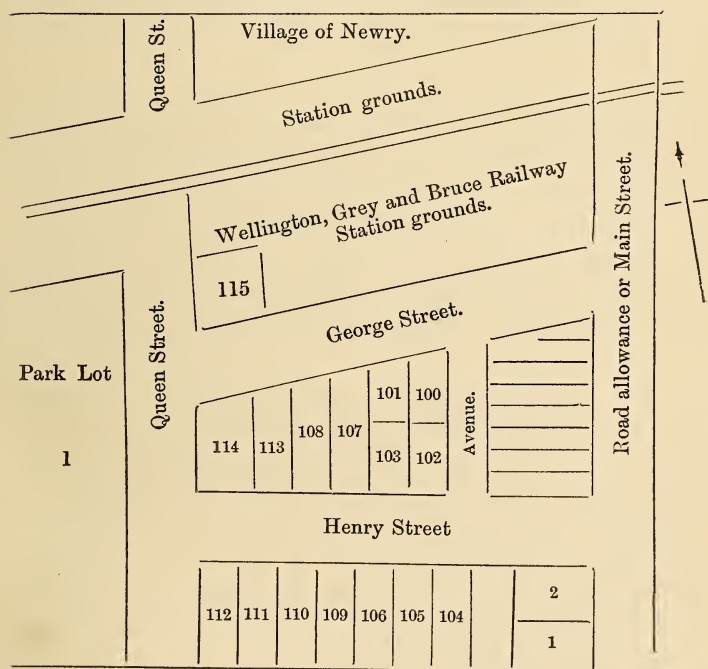 Village of Newry.
Queen St.
Station grounds.
Wellington, Grey and Bruce Railway
Station grounds.
115
George Street.
Queen Street.
Park Lot
1
Road allowance or Main Street.
101
100
114
113
108
107
103
102
Avenue.
Henry Street
112
111
110
109
106
105
104
2
1